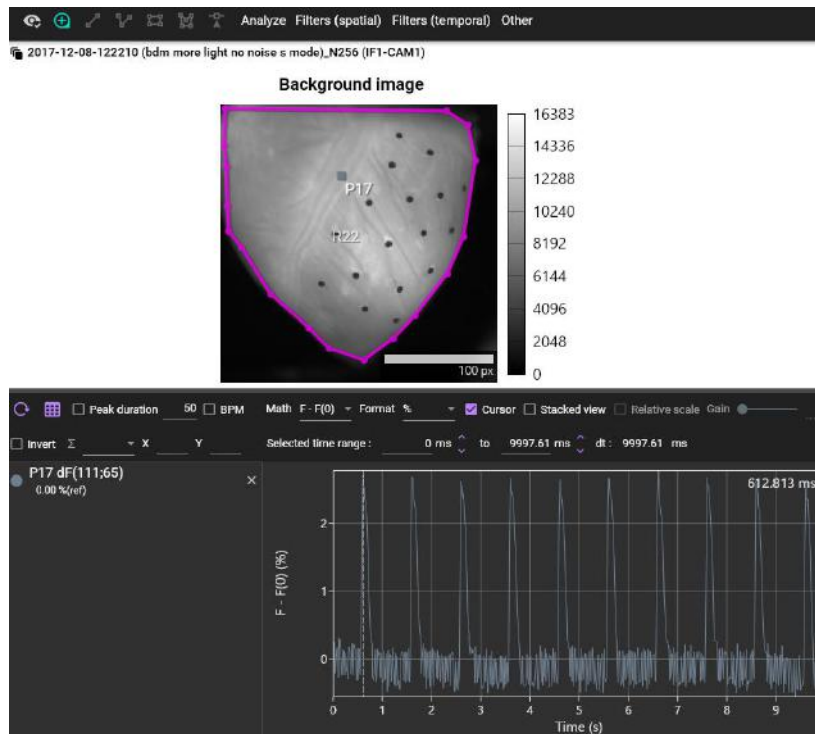 Analyze Filters (spatial) Filters (temporal) Other
2017-12-08-122210 (bdm more light no noise s mode)_N256 (IF1-CAM1)
Background image
16383
14336
12288
10240
8192
6144
4096
2048
0
P17
R22
100 px
Peak duration 50 BPM Math F - F(0) Format % Cursor Stacked view Relative scale Gain
Invert Σ X Y Selected time range : 0 ms to 9997.61 ms dt : 9997.61 ms
P17 dF(111;65)
0.00 %(ref)
612.813 ms
F - F(0) (%)
2
1
0
0 1 2 3 4 5 6 7 8 9
Time (s)